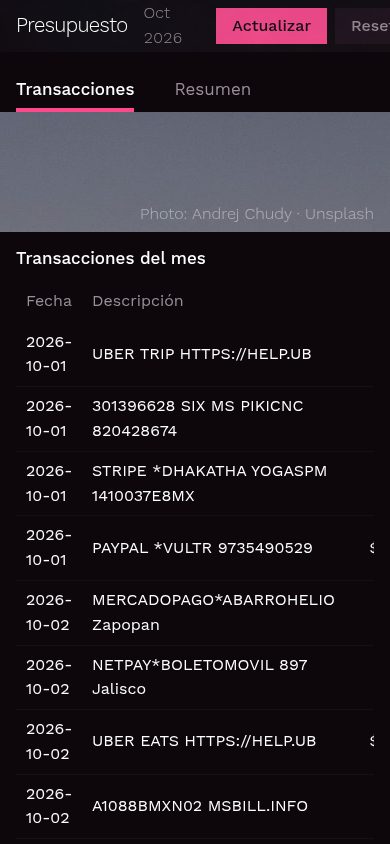 Presupuesto
Oct
2026
Actualizar
Rese
Transacciones
Resumen
Photo: Andrej Chudy · Unsplash
Transacciones del mes
Fecha Descripción
2026-
10-01
UBER TRIP HTTPS://HELP.UB
2026-
10-01
301396628 SIX MS PIKICNC
820428674
2026-
10-01
STRIPE *DHAKATHA YOGASPM
1410037E8MX
2026-
10-01
PAYPAL *VULTR 9735490529
2026-
10-02
MERCADOPAGO*ABARROHELIO
Zapopan
2026-
10-02
NETPAY*BOLETOMOVIL 897
Jalisco
2026-
10-02
UBER EATS HTTPS://HELP.UB
2026-
10-02
A1088BMXN02 MSBILL.INFO